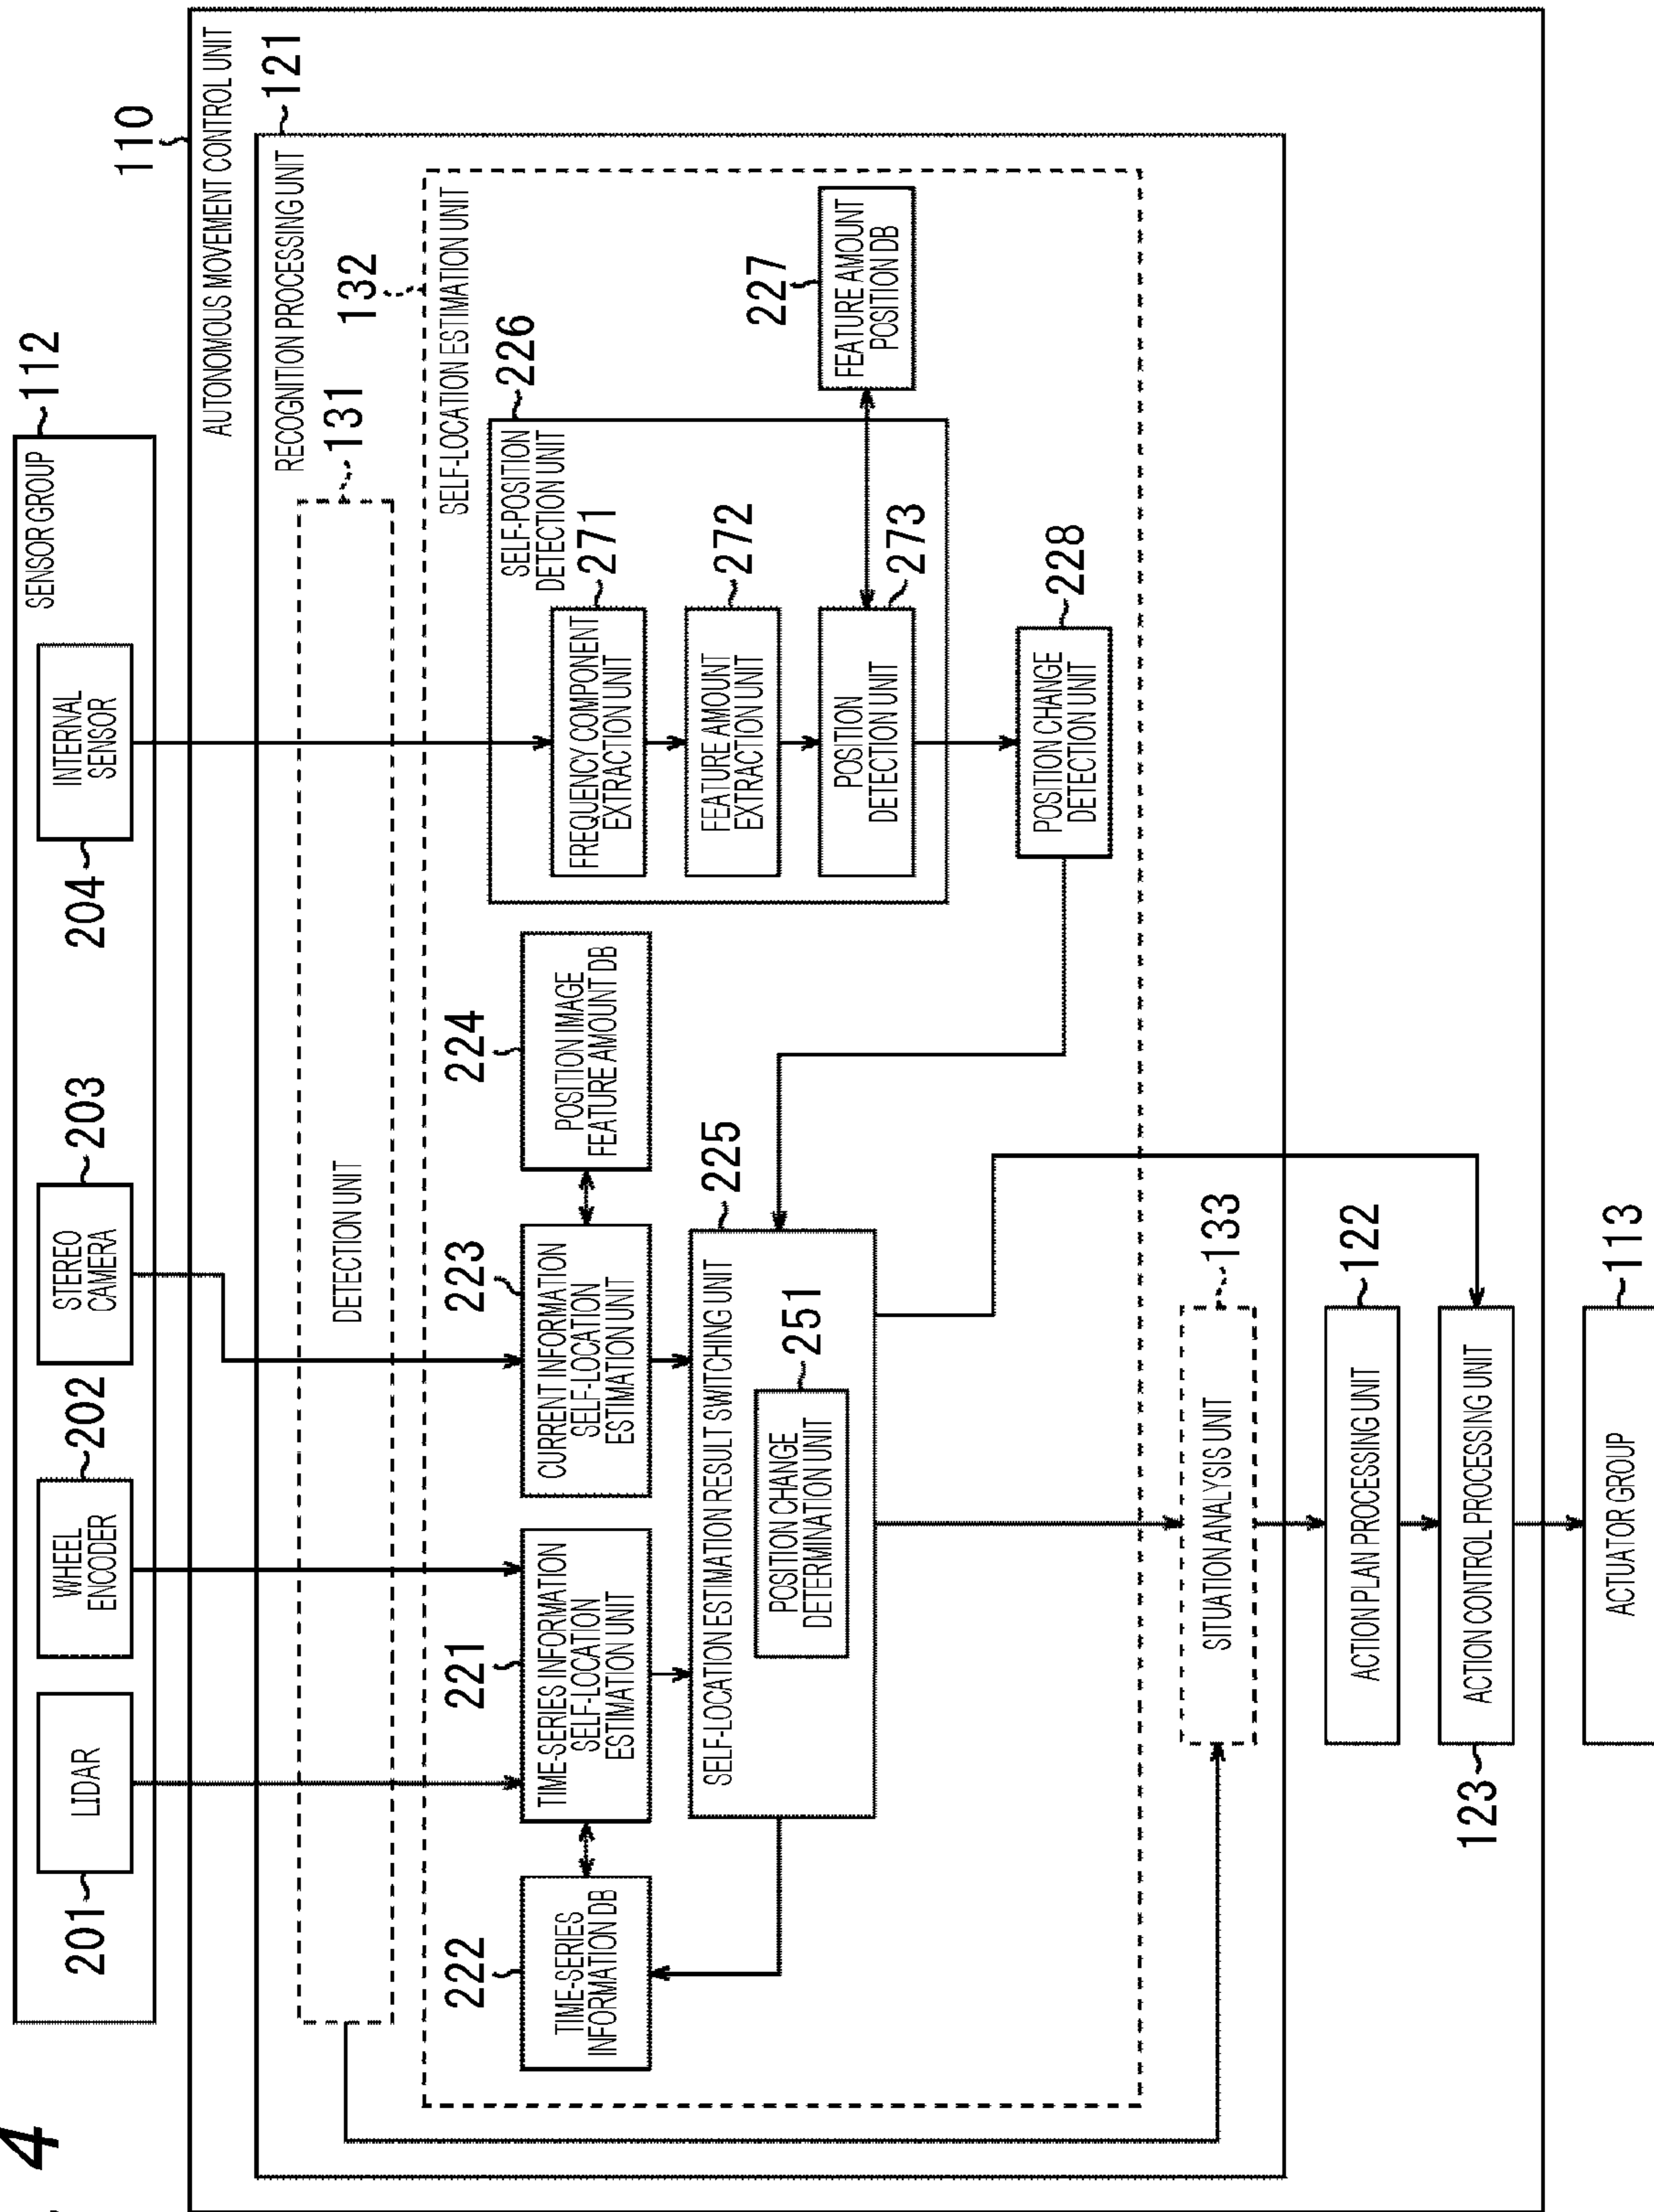 4
112
SENSOR GROUP
201
LIDAR
202
WHEEL
ENCODER
203
STEREO
CAMERA
204
INTERNAL
SENSOR
110
AUTONOMOUS MOVEMENT CONTROL UNIT
121
RECOGNITION PROCESSING UNIT
131
DETECTION UNIT
132
SELF-LOCATION ESTIMATION UNIT
222
TIME-SERIES
INFORMATION DB
221
TIME-SERIES INFORMATION
SELF-LOCATION
ESTIMATION UNIT
223
CURRENT INFORMATION
SELF-LOCATION
ESTIMATION UNIT
224
POSITION IMAGE
FEATURE AMOUNT DB
226
SELF-POSITION
DETECTION UNIT
271
FREQUENCY COMPONENT
EXTRACTION UNIT
272
FEATURE AMOUNT
EXTRACTION UNIT
273
POSITION
DETECTION UNIT
227
FEATURE AMOUNT
POSITION DB
225
SELF-LOCATION ESTIMATION RESULT SWITCHING UNIT
251
POSITION CHANGE
DETERMINATION UNIT
228
POSITION CHANGE
DETECTION UNIT
133
SITUATION ANALYSIS UNIT
122
ACTION PLAN PROCESSING UNIT
123
ACTION CONTROL PROCESSING UNIT
113
ACTUATOR GROUP